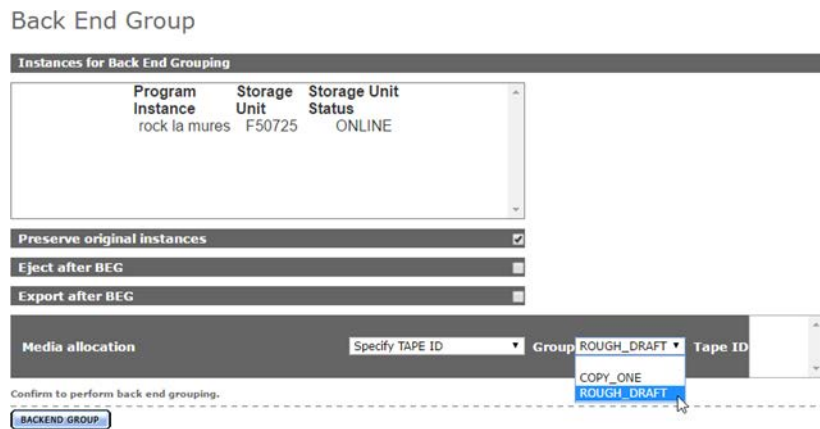 Back End Group
Instances for Back End Grouping
Program Instance Storage Unit Storage Unit Status
rock la mures F50725 ONLINE
Preserve original instances
Eject after BEG
Export after BEG
Media allocation Specify TAPE ID Group ROUGH_DRAFT Tape ID
COPY_ONE
ROUGH_DRAFT
Confirm to perform back end grouping.
BACKEND GROUP